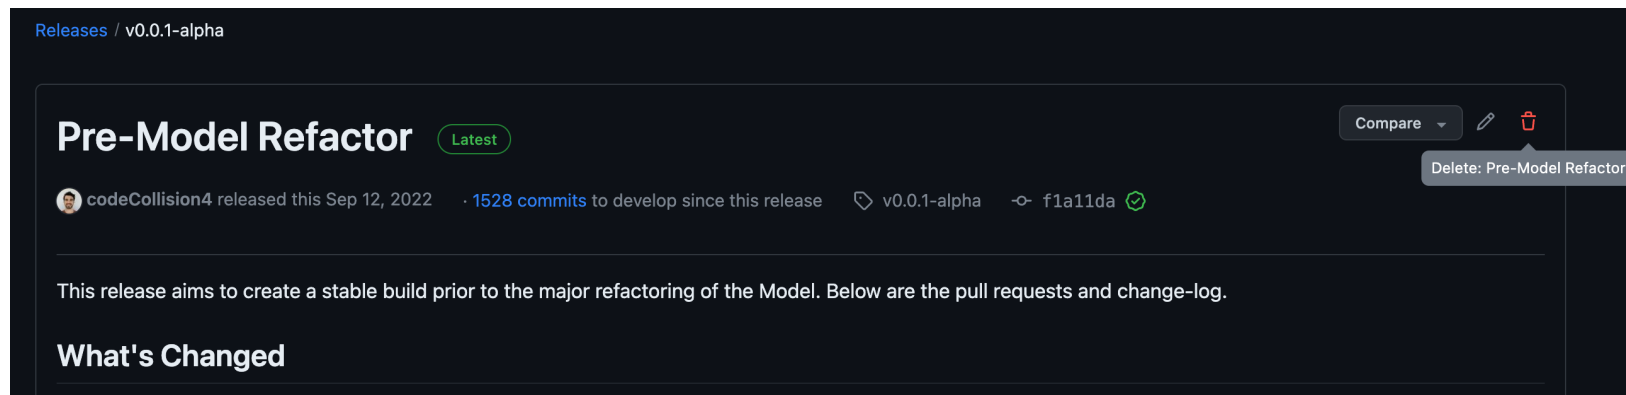 Releases / v0.0.1-alpha
Pre-Model Refactor Latest
Compare
Delete: Pre-Model Refactor
codeCollision4 released this Sep 12, 2022 · 1528 commits to develop since this release v0.0.1-alpha f1a11da
This release aims to create a stable build prior to the major refactoring of the Model. Below are the pull requests and change-log.
What's Changed